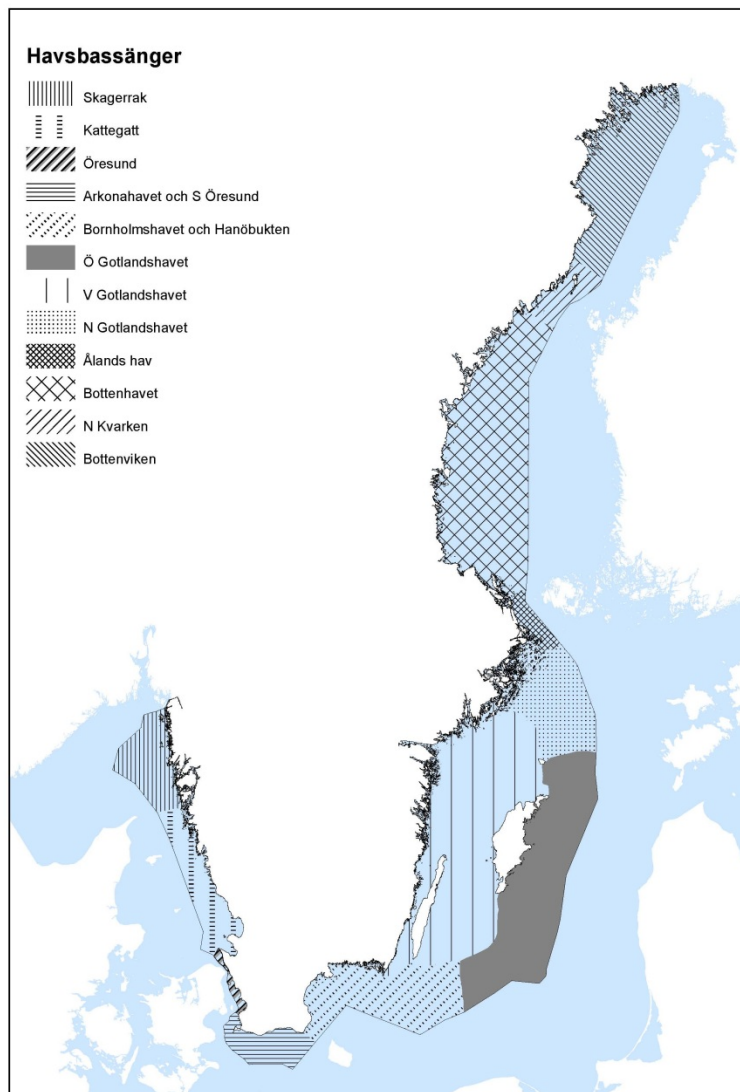 Havsbassänger
Skagerrak
Kattegatt
Öresund
Arkonahavet och S Öresund
Bornholmshavet och Hanöbukten
Ö Gotlandshavet
V Gotlandshavet
N Gotlandshavet
Ålands hav
Bottenhavet
N Kvarken
Bottenviken